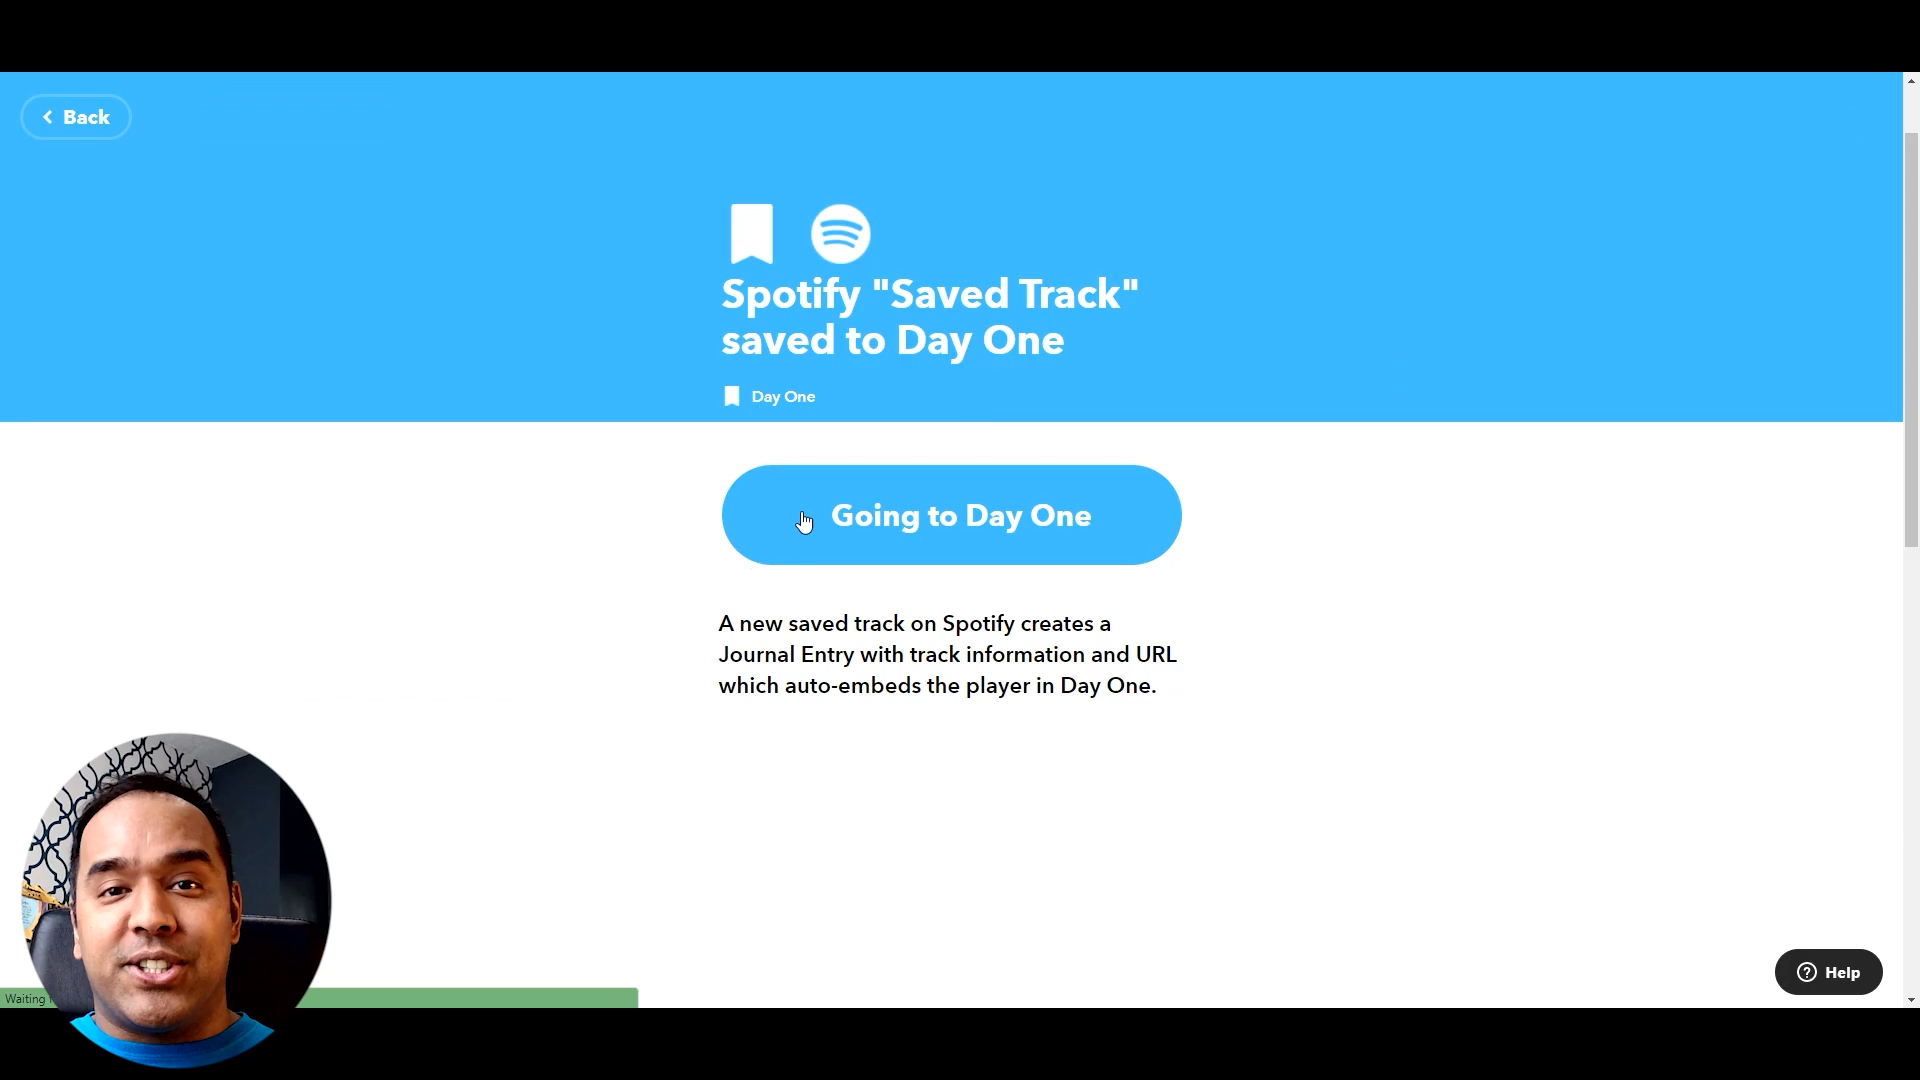 Back
Spotify "Saved Track"
saved to Day One
Day One
Going to Day One
A new saved track on Spotify creates a
Journal Entry with track information and URL
which auto-embeds the player in Day One.
Help
Waiting